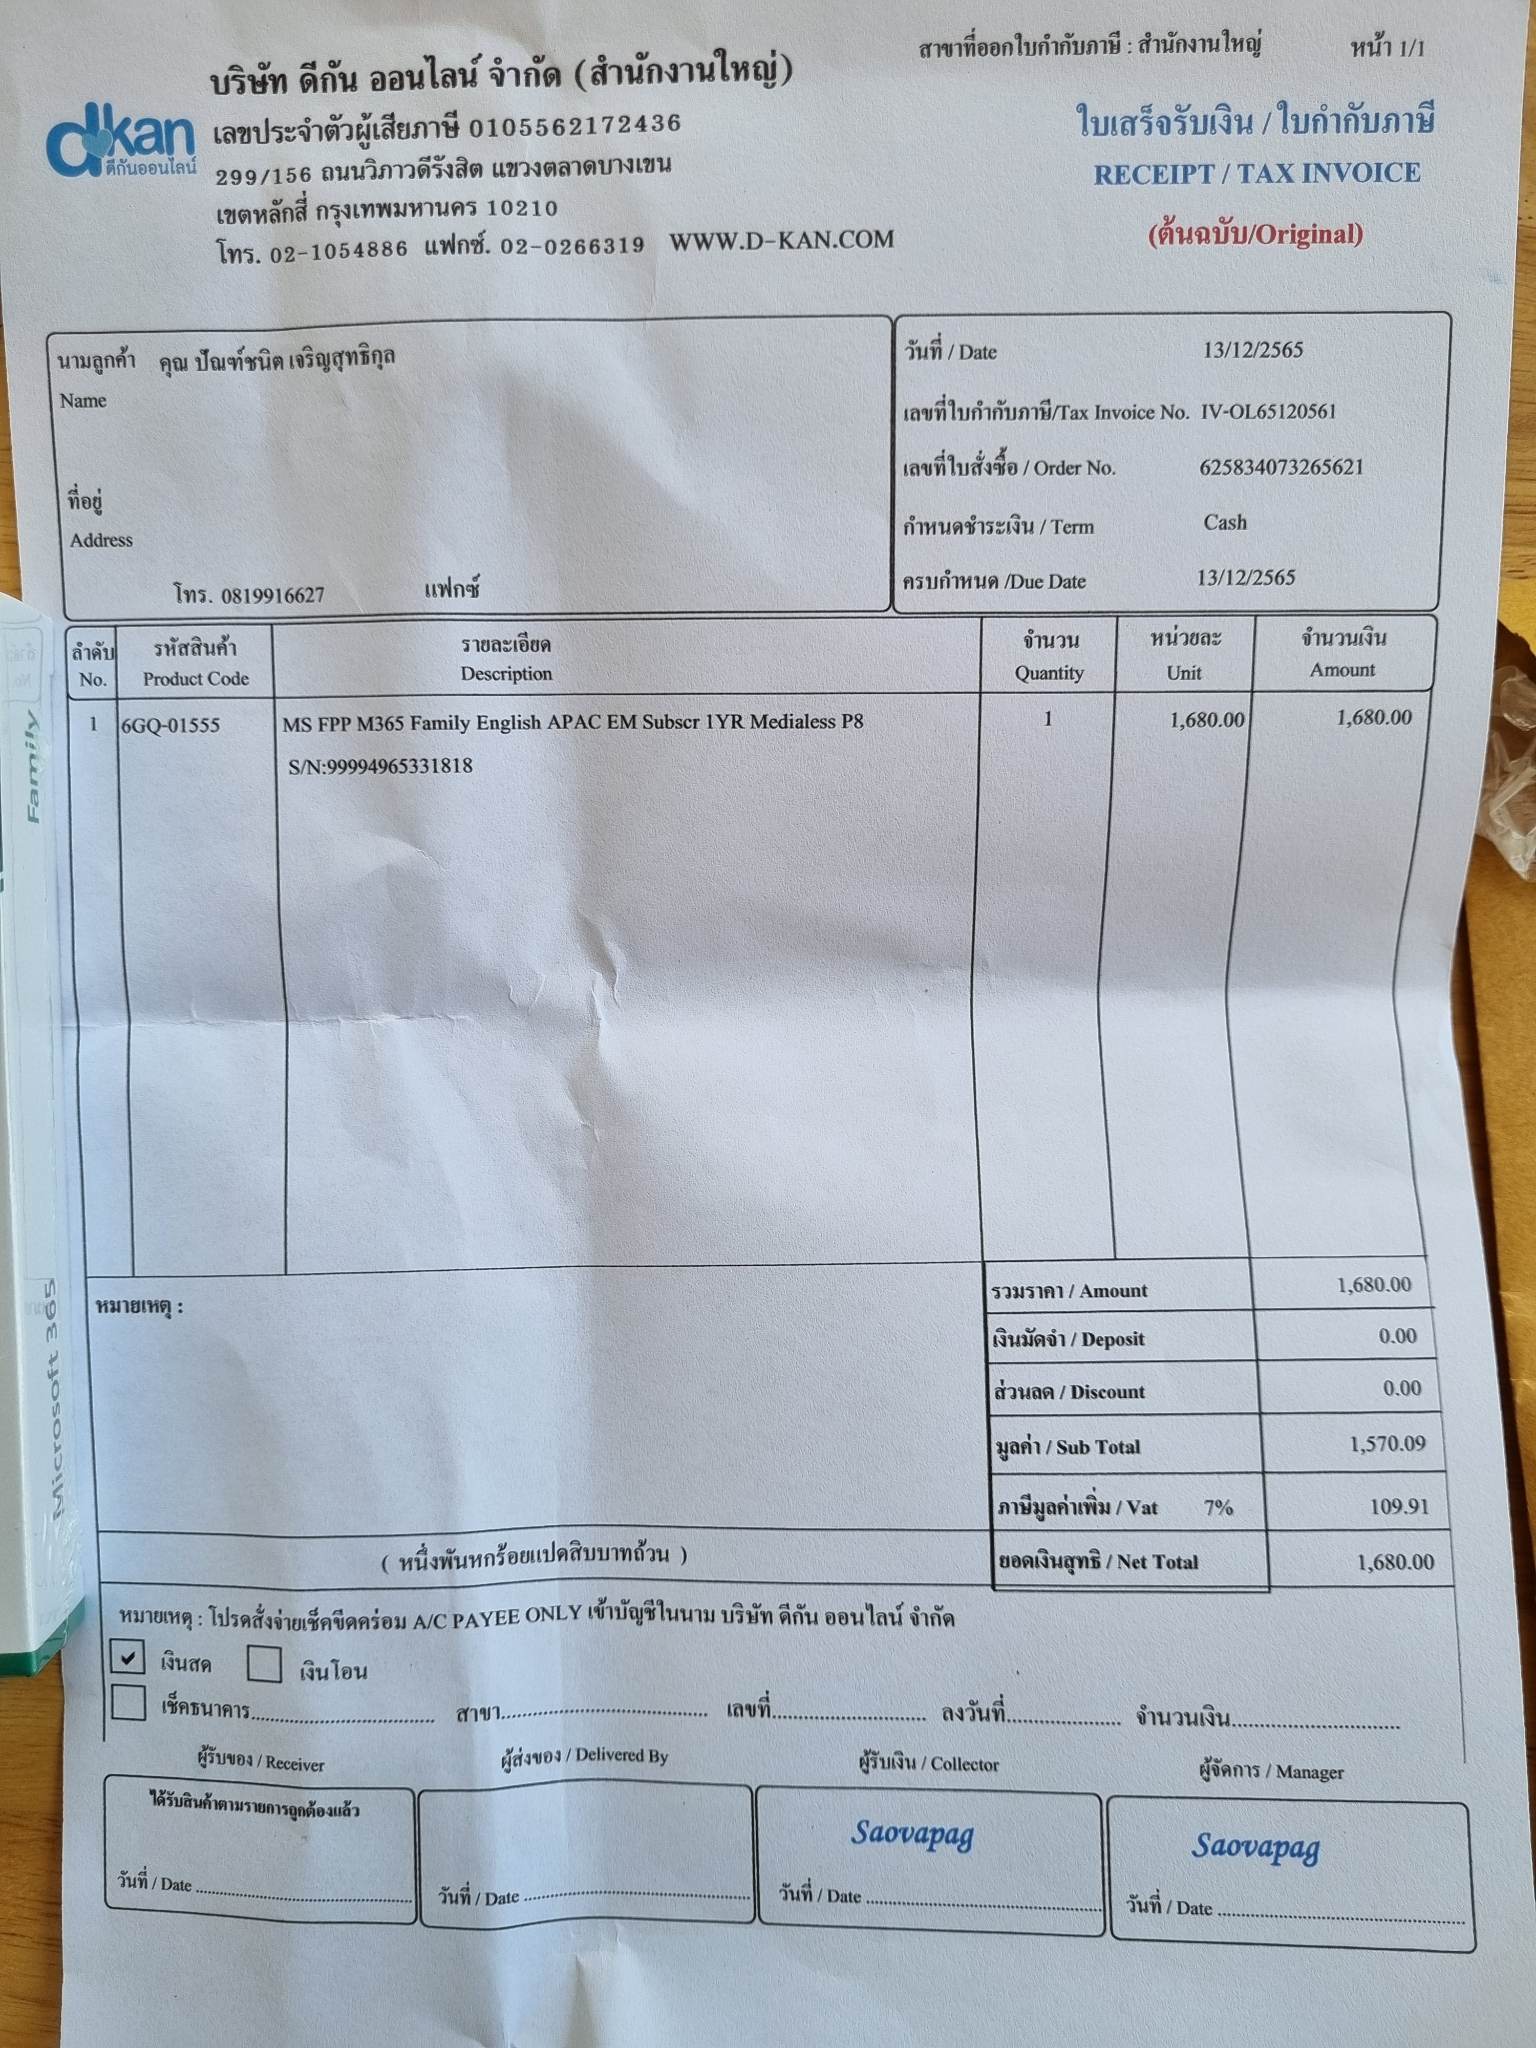 สาขาที่ออกใบกำกับภาษี : สำนักงานใหญ่ หน้า 1/1
บริษัท ดีกัน ออนไลน์ จำกัด (สำนักงานใหญ่)
dkan
ดีกันออนไลน์
เลขประจำตัวผู้เสียภาษี 0105562172436
299/156 ถนนวิภาวดีรังสิต แขวงตลาดบางเขน
เขตหลักสี่ กรุงเทพมหานคร 10210
โทร. 02-1054886 แฟกซ์. 02-0266319 WWW.D-KAN.COM
ใบเสร็จรับเงิน / ใบกำกับภาษี
RECEIPT / TAX INVOICE
(ต้นฉบับ/Original)
นามลูกค้า คุณ ปัณฑ์ชนิต เจริญสุทธิกุล
Name
ที่อยู่
Address
โทร. 0819916627 แฟกซ์
วันที่ / Date 13/12/2565
เลขที่ใบกำกับภาษี/Tax Invoice No. IV-OL65120561
เลขที่ใบสั่งซื้อ / Order No. 625834073265621
กำหนดชำระเงิน / Term Cash
ครบกำหนด /Due Date 13/12/2565
ลำดับ รหัสสินค้า รายละเอียด จำนวน หน่วยละ จำนวนเงิน
No. Product Code Description Quantity Unit Amount
1 6GQ-01555 MS FPP M365 Family English APAC EM Subscr 1YR Medialess P8 1 1,680.00 1,680.00
S/N:99994965331818
หมายเหตุ :
รวมราคา / Amount 1,680.00
เงินมัดจำ / Deposit 0.00
ส่วนลด / Discount 0.00
มูลค่า / Sub Total 1,570.09
ภาษีมูลค่าเพิ่ม / Vat 7% 109.91
( หนึ่งพันหกร้อยแปดสิบบาทถ้วน ) ยอดเงินสุทธิ / Net Total 1,680.00
หมายเหตุ : โปรดสั่งจ่ายเช็คขีดคร่อม A/C PAYEE ONLY เข้าบัญชีในนาม บริษัท ดีกัน ออนไลน์ จำกัด
✔ เงินสด เงินโอน
เช็คธนาคาร........ สาขา........ เลขที่........ ลงวันที่........ จำนวนเงิน........
ผู้รับของ / Receiver ผู้ส่งของ / Delivered By ผู้รับเงิน / Collector ผู้จัดการ / Manager
ได้รับสินค้าตามรายการถูกต้องแล้ว
Saovapag Saovapag
วันที่ / Date ........ วันที่ / Date ........ วันที่ / Date ........ วันที่ / Date ........
Microsoft 365 Family